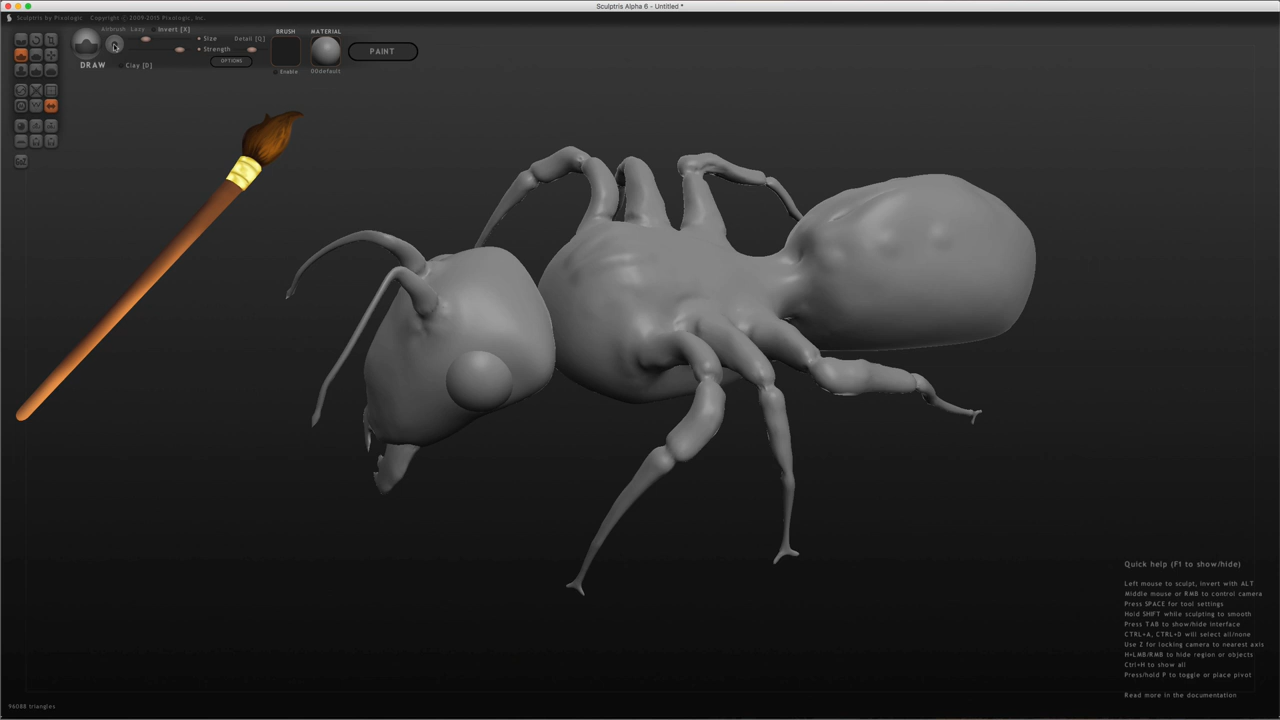 Sculptris Alpha 6 - Untitled *
Sculptris by Pixologic Copyright © 2009-2015 Pixologic, Inc.
Airbrush Lazy Invert [X]
Size Detail [Q]
Strength
OPTIONS
DRAW
Clay [D]
BRUSH
Enable
MATERIAL
00default
PAINT
Quick help (F1 to show/hide)
Left mouse to sculpt, invert with ALT
Middle mouse or RMB to control camera
Press SPACE for tool settings
Hold SHIFT while sculpting to smooth
Press TAB to show/hide interface
CTRL+A, CTRL+D will select all/none
Use Z for locking camera to nearest axis
H+LMB/RMB to hide region or objects
Ctrl+H to show all
Press/hold P to toggle or place pivot
Read more in the documentation
96088 triangles